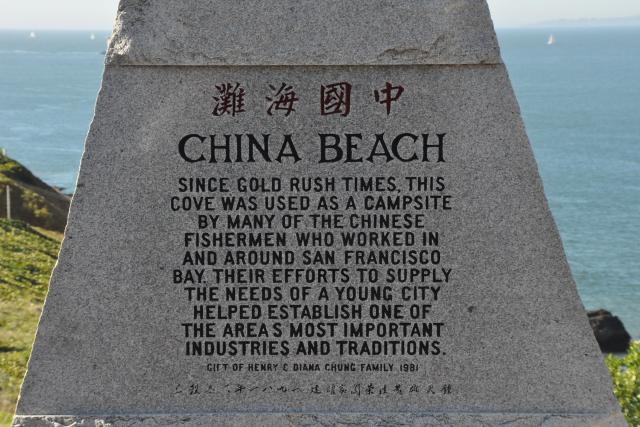 中國海灘
CHINA BEACH
SINCE GOLD RUSH TIMES, THIS
COVE WAS USED AS A CAMPSITE
BY MANY OF THE CHINESE
FISHERMEN WHO WORKED IN
AND AROUND SAN FRANCISCO
BAY. THEIR EFFORTS TO SUPPLY
THE NEEDS OF A YOUNG CITY
HELPED ESTABLISH ONE OF
THE AREA'S MOST IMPORTANT
INDUSTRIES AND TRADITIONS.
GIFT OF HENRY & DIANA CHUNG FAMILY 1981